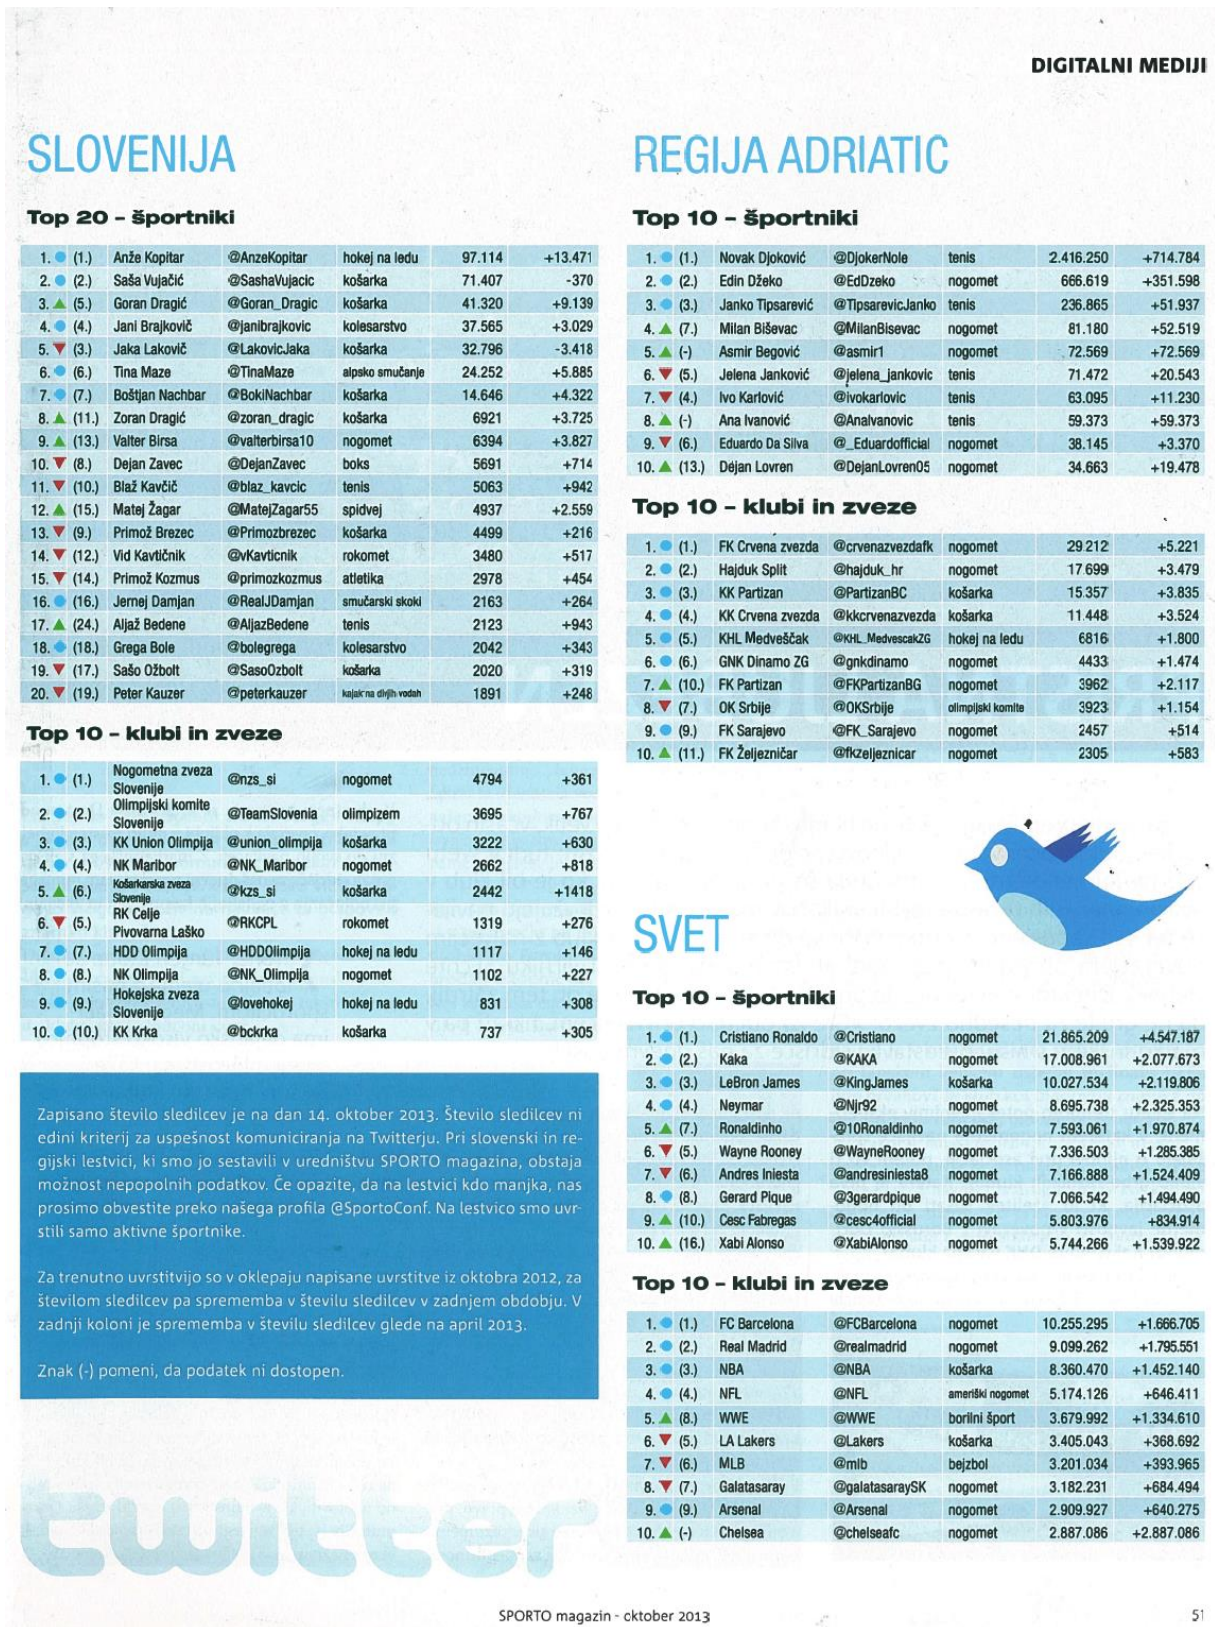 DIGITALNI MEDIJI
SLOVENIJA
Top 20 – športniki
1. (1.) Anže Kopitar @AnzeKopitar hokej na ledu 97.114 +13.471
2. (2.) Saša Vujačić @SashaVujacic košarka 71.407 -370
3. (5.) Goran Dragić @Goran_Dragic košarka 41.320 +9.139
4. (4.) Jani Brajkovič @janibrajkovic kolesarstvo 37.565 +3.029
5. (3.) Jaka Lakovič @LakovicJaka košarka 32.796 -3.418
6. (6.) Tina Maze @TinaMaze alpsko smučanje 24.252 +5.885
7. (7.) Boštjan Nachbar @BokiNachbar košarka 14.646 +4.322
8. (11.) Zoran Dragić @zoran_dragic košarka 6921 +3.725
9. (13.) Valter Birsa @valterbirsa10 nogomet 6394 +3.827
10. (8.) Dejan Zavec @DejanZavec boks 5691 +714
11. (10.) Blaž Kavčič @blaz_kavcic tenis 5063 +942
12. (15.) Matej Žagar @MatejZagar55 spidvej 4937 +2.559
13. (9.) Primož Brezec @Primozbrezec košarka 4499 +216
14. (12.) Vid Kavtičnik @vKavticnik rokomet 3480 +517
15. (14.) Primož Kozmus @primozkozmus atletika 2978 +454
16. (16.) Jernej Damjan @RealJDamjan smučarski skoki 2163 +264
17. (24.) Aljaž Bedene @AljazBedene tenis 2123 +943
18. (18.) Grega Bole @bolegrega kolesarstvo 2042 +343
19. (17.) Sašo Ožbolt @SasoOzbolt košarka 2020 +319
20. (19.) Peter Kauzer @peterkauzer kajak na divjih vodah 1891 +248
Top 10 – klubi in zveze
1. (1.) Nogometna zveza Slovenije @nzs_si nogomet 4794 +361
2. (2.) Olimpijski komite Slovenije @TeamSlovenia olimpizem 3695 +767
3. (3.) KK Union Olimpija @union_olimpija košarka 3222 +630
4. (4.) NK Maribor @NK_Maribor nogomet 2662 +818
5. (6.) Košarkarska zveza Slovenije @kzs_si košarka 2442 +1418
6. (5.) RK Celje Pivovarna Laško @RKCPL rokomet 1319 +276
7. (7.) HDD Olimpija @HDDOlimpija hokej na ledu 1117 +146
8. (8.) NK Olimpija @NK_Olimpija nogomet 1102 +227
9. (9.) Hokejska zveza Slovenije @lovehokej hokej na ledu 831 +308
10. (10.) KK Krka @bckrka košarka 737 +305
Zapisano število sledilcev je na dan 14. oktober 2013. Število sledilcev ni
edini kriterij za uspešnost komuniciranja na Twitterju. Pri slovenski in re-
gijski lestvici, ki smo jo sestavili v uredništvu SPORTO magazina, obstaja
možnost nepopolnih podatkov. Če opazite, da na lestvici kdo manjka, nas
prosimo obvestite preko našega profila @SportoConf. Na lestvico smo uvr-
stili samo aktivne športnike.
Za trenutno uvrstitvijo so v oklepaju napisane uvrstitve iz oktobra 2012, za
številom sledilcev pa sprememba v številu sledilcev v zadnjem obdobju. V
zadnji koloni je sprememba v številu sledilcev glede na april 2013.
Znak (-) pomeni, da podatek ni dostopen.
twitter
REGIJA ADRIATIC
Top 10 – športniki
1. (1.) Novak Djoković @DjokerNole tenis 2.416.250 +714.784
2. (2.) Edin Džeko @EdDzeko nogomet 666.619 +351.598
3. (3.) Janko Tipsarević @TipsarevicJanko tenis 236.865 +51.937
4. (7.) Milan Biševac @MilanBisevac nogomet 81.180 +52.519
5. (-) Asmir Begović @asmir1 nogomet 72.569 +72.569
6. (5.) Jelena Janković @jelena_jankovic tenis 71.472 +20.543
7. (4.) Ivo Karlović @ivokarlovic tenis 63.095 +11.230
8. (-) Ana Ivanović @AnaIvanovic tenis 59.373 +59.373
9. (6.) Eduardo Da Silva @_Eduardofficial nogomet 38.145 +3.370
10. (13.) Dejan Lovren @DejanLovren05 nogomet 34.663 +19.478
Top 10 – klubi in zveze
1. (1.) FK Crvena zvezda @crvenazvezdafk nogomet 29 212 +5.221
2. (2.) Hajduk Split @hajduk_hr nogomet 17 699 +3.479
3. (3.) KK Partizan @PartizanBC košarka 15 357 +3.835
4. (4.) KK Crvena zvezda @kkcrvenazvezda košarka 11 448 +3.524
5. (5.) KHL Medveščak @KHL_MedvescakZG hokej na ledu 6816 +1.800
6. (6.) GNK Dinamo ZG @gnkdinamo nogomet 4433 +1.474
7. (10.) FK Partizan @FKPartizanBG nogomet 3962 +2.117
8. (7.) OK Srbije @OKSrbije olimpijski komite 3923 +1.154
9. (9.) FK Sarajevo @FK_Sarajevo nogomet 2457 +514
10. (11.) FK Željezničar @fkzeljeznicar nogomet 2305 +583
SVET
Top 10 – športniki
1. (1.) Cristiano Ronaldo @Cristiano nogomet 21.865.209 +4.547.187
2. (2.) Kaka @KAKA nogomet 17.008.961 +2.077.673
3. (3.) LeBron James @KingJames košarka 10.027.534 +2.119.806
4. (4.) Neymar @Njr92 nogomet 8.695.738 +2.325.353
5. (7.) Ronaldinho @10Ronaldinho nogomet 7.593.061 +1.970.874
6. (5.) Wayne Rooney @WayneRooney nogomet 7.336.503 +1.285.385
7. (6.) Andres Iniesta @andresiniesta8 nogomet 7.166.888 +1.524.409
8. (8.) Gerard Pique @3gerardpique nogomet 7.066.542 +1.494.490
9. (10.) Cesc Fabregas @cesc4official nogomet 5.803.976 +834.914
10. (16.) Xabi Alonso @XabiAlonso nogomet 5.744.266 +1.539.922
Top 10 – klubi in zveze
1. (1.) FC Barcelona @FCBarcelona nogomet 10.255.295 +1.666.705
2. (2.) Real Madrid @realmadrid nogomet 9.099.262 +1.795.551
3. (3.) NBA @NBA košarka 8.360.470 +1.452.140
4. (4.) NFL @NFL ameriški nogomet 5.174.126 +646.411
5. (8.) WWE @WWE borilni šport 3.679.992 +1.334.610
6. (5.) LA Lakers @Lakers košarka 3.405.043 +368.692
7. (6.) MLB @mlb bejzbol 3.201.034 +393.965
8. (7.) Galatasaray @galatasaraySK nogomet 3.182.231 +684.494
9. (9.) Arsenal @Arsenal nogomet 2.909.927 +640.275
10. (-) Chelsea @chelseafc nogomet 2.887.086 +2.887.086
SPORTO magazin - oktober 2013
51